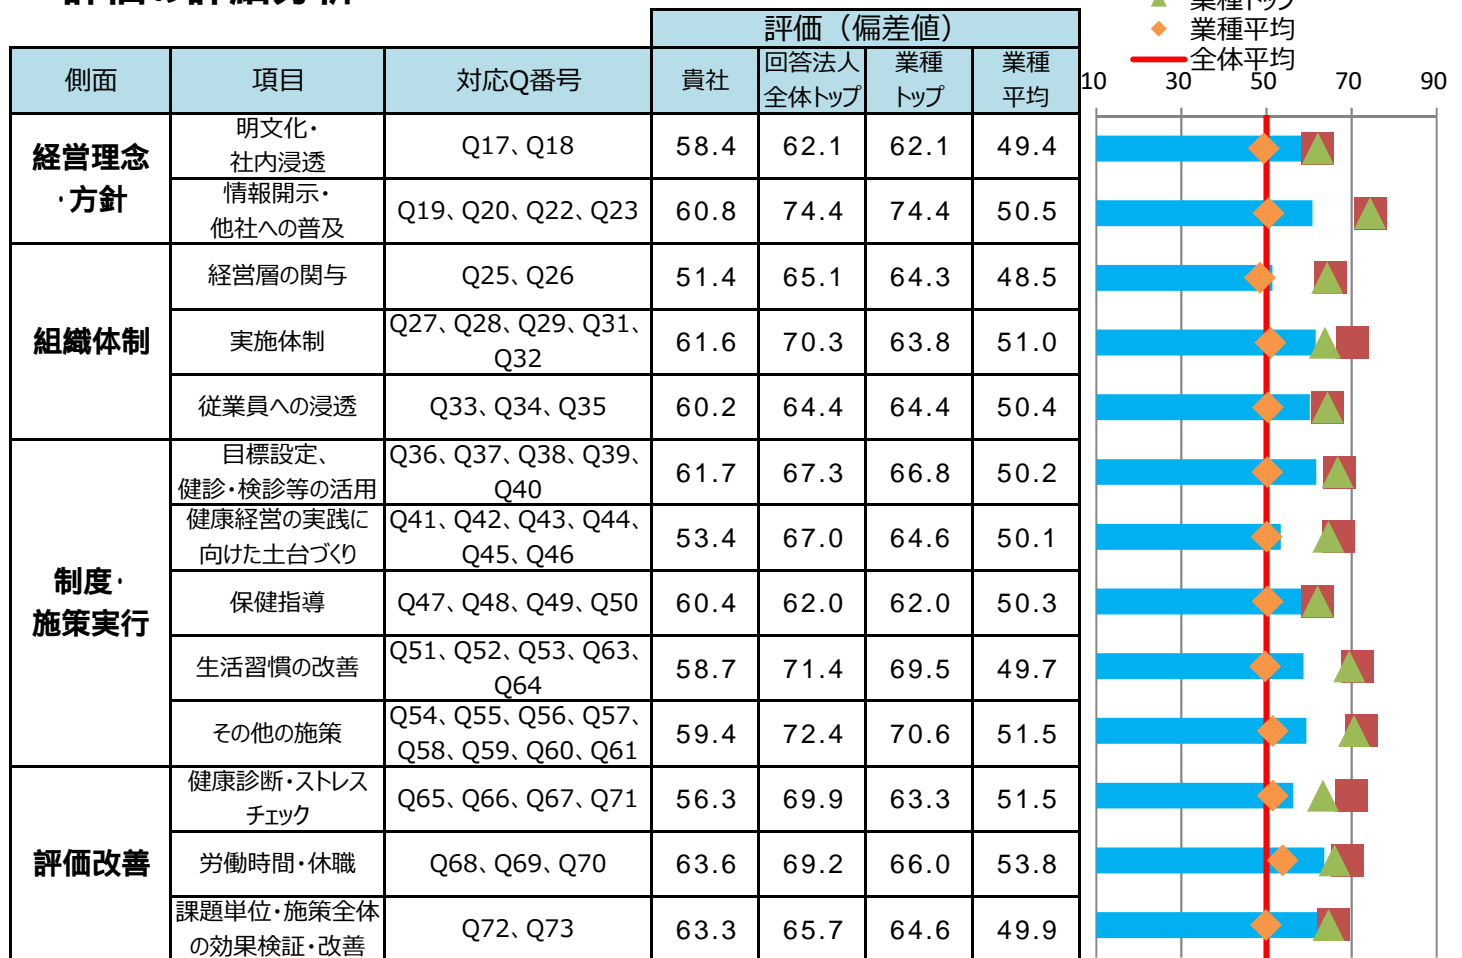 評価の詳細分析
業種トップ
業種平均
全体平均
評価（偏差値）
側面 項目 対応Q番号 貴社 回答法人全体トップ 業種トップ 業種平均
10 30 50 70 90
経営理念・方針
明文化・社内浸透 Q17、Q18 58.4 62.1 62.1 49.4
情報開示・他社への普及 Q19、Q20、Q22、Q23 60.8 74.4 74.4 50.5
組織体制
経営層の関与 Q25、Q26 51.4 65.1 64.3 48.5
実施体制 Q27、Q28、Q29、Q31、Q32 61.6 70.3 63.8 51.0
従業員への浸透 Q33、Q34、Q35 60.2 64.4 64.4 50.4
制度・施策実行
目標設定、健診・検診等の活用 Q36、Q37、Q38、Q39、Q40 61.7 67.3 66.8 50.2
健康経営の実践に向けた土台づくり Q41、Q42、Q43、Q44、Q45、Q46 53.4 67.0 64.6 50.1
保健指導 Q47、Q48、Q49、Q50 60.4 62.0 62.0 50.3
生活習慣の改善 Q51、Q52、Q53、Q63、Q64 58.7 71.4 69.5 49.7
その他の施策 Q54、Q55、Q56、Q57、Q58、Q59、Q60、Q61 59.4 72.4 70.6 51.5
評価改善
健康診断・ストレスチェック Q65、Q66、Q67、Q71 56.3 69.9 63.3 51.5
労働時間・休職 Q68、Q69、Q70 63.6 69.2 66.0 53.8
課題単位・施策全体の効果検証・改善 Q72、Q73 63.3 65.7 64.6 49.9